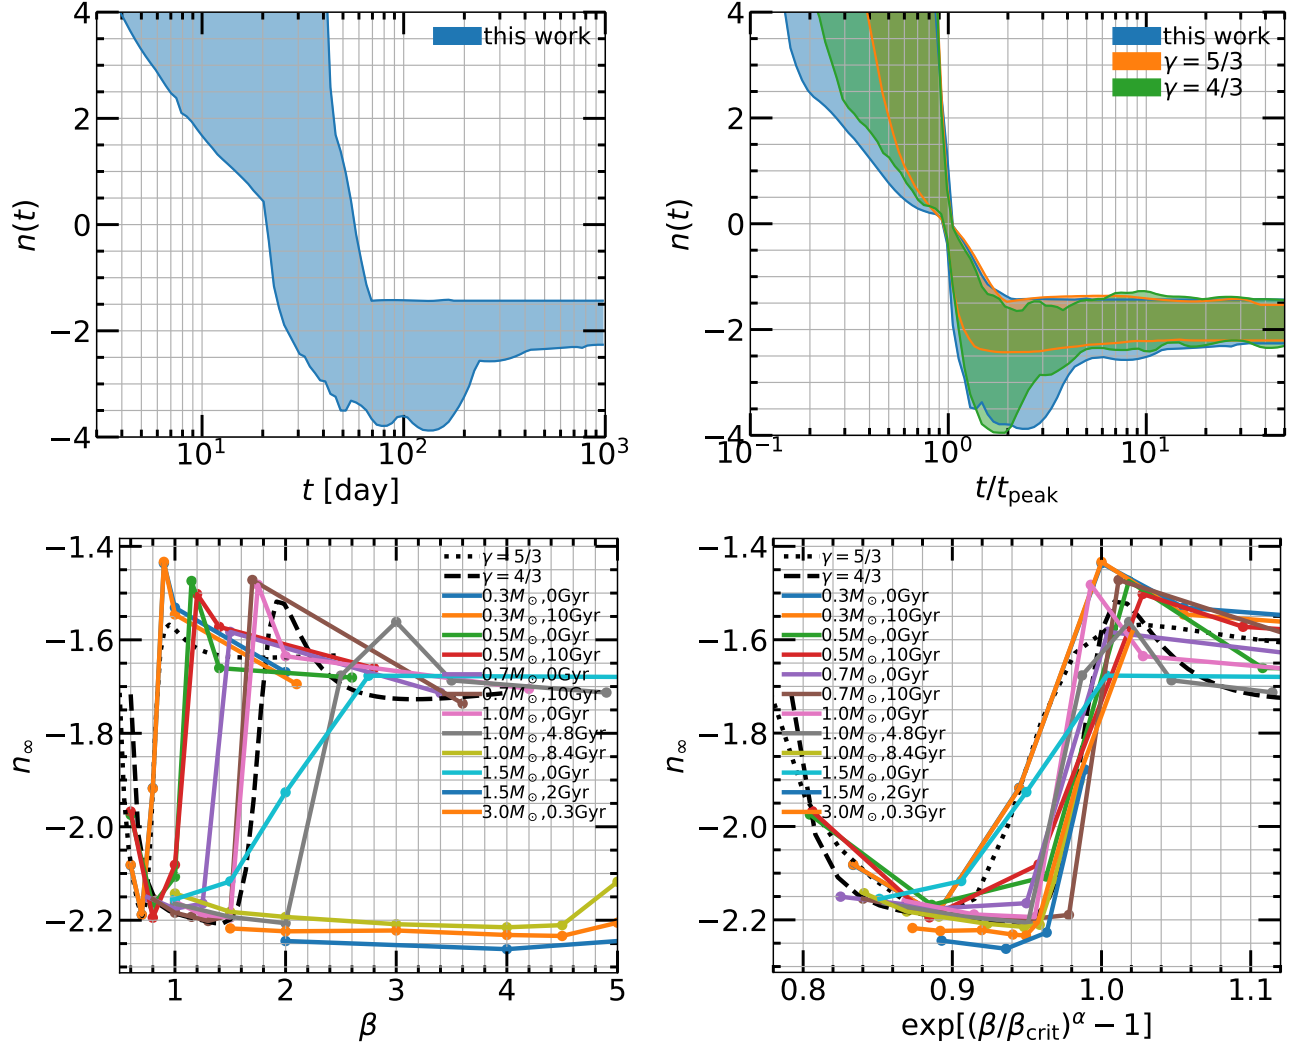 4
2
0
−2
−4
n(t)
this work
10¹
10²
10³
t [day]
4
2
0
−2
−4
n(t)
this work
γ = 5/3
γ = 4/3
10⁻¹
10⁰
10¹
t/t_peak
−1.4
−1.6
−1.8
−2.0
−2.2
n_∞
γ = 5/3
γ = 4/3
0.3M_⊙,0Gyr
0.3M_⊙,10Gyr
0.5M_⊙,0Gyr
0.5M_⊙,10Gyr
0.7M_⊙,0Gyr
0.7M_⊙,10Gyr
1.0M_⊙,0Gyr
1.0M_⊙,4.8Gyr
1.0M_⊙,8.4Gyr
1.5M_⊙,0Gyr
1.5M_⊙,2Gyr
3.0M_⊙,0.3Gyr
1 2 3 4 5
β
−1.4
−1.6
−1.8
−2.0
−2.2
n_∞
γ = 5/3
γ = 4/3
0.3M_⊙,0Gyr
0.3M_⊙,10Gyr
0.5M_⊙,0Gyr
0.5M_⊙,10Gyr
0.7M_⊙,0Gyr
0.7M_⊙,10Gyr
1.0M_⊙,0Gyr
1.0M_⊙,4.8Gyr
1.0M_⊙,8.4Gyr
1.5M_⊙,0Gyr
1.5M_⊙,2Gyr
3.0M_⊙,0.3Gyr
0.8 0.9 1.0 1.1
exp[(β/β_crit)^α − 1]